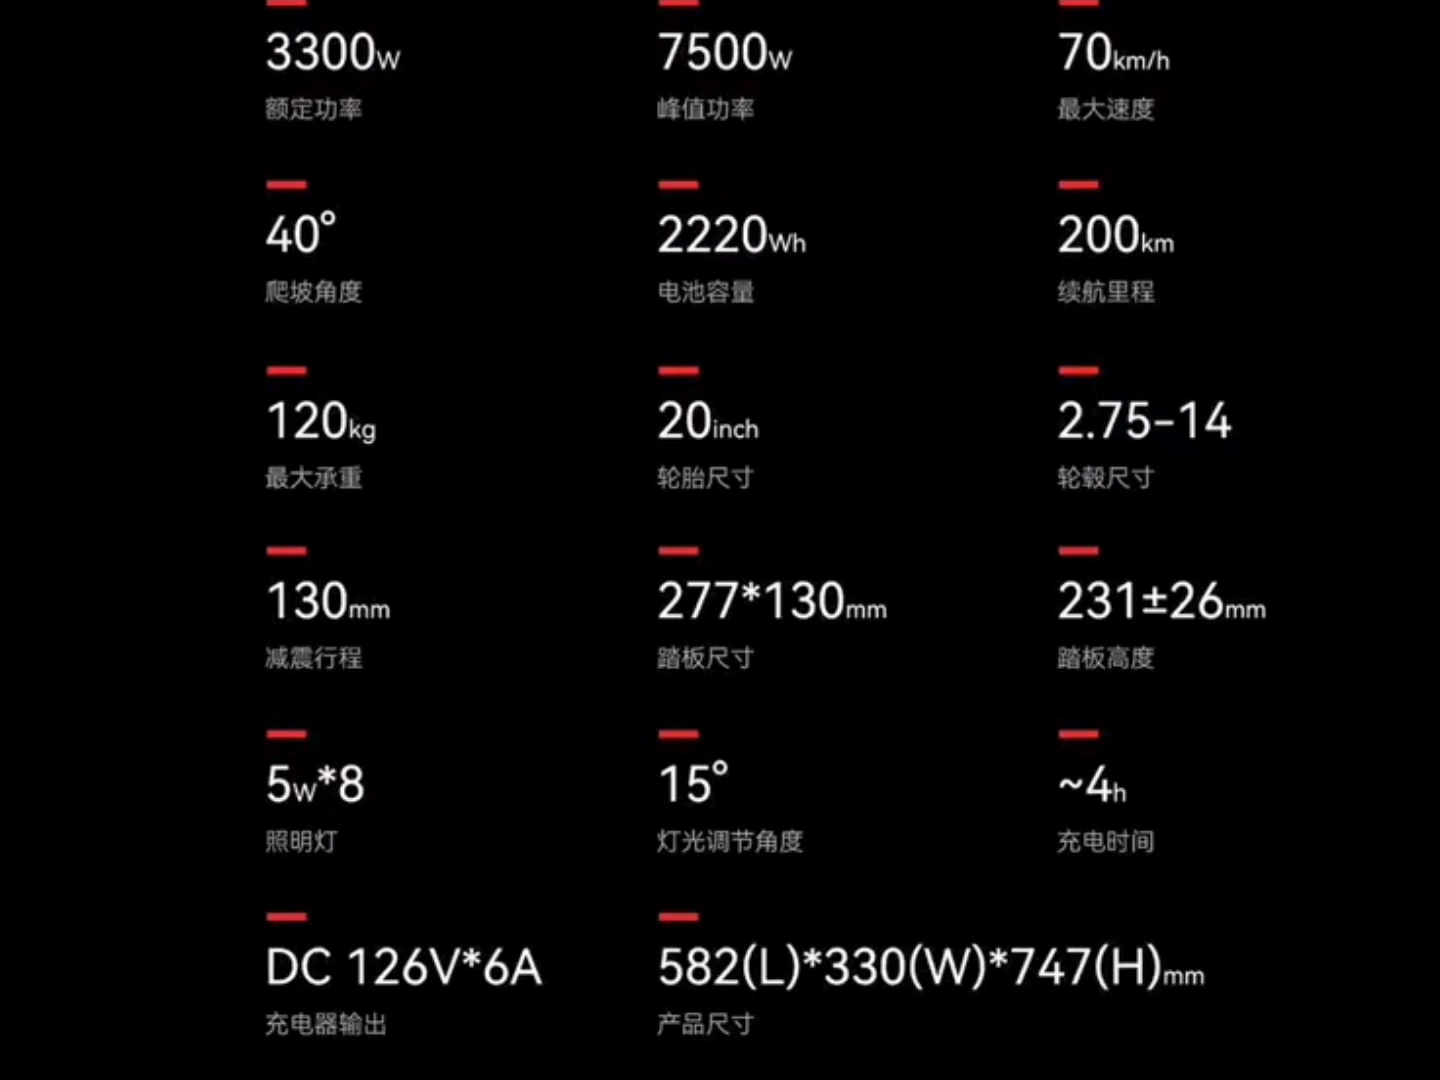 3300W 7500W 70km/h
额定功率 峰值功率 最大速度
40° 2220Wh 200km
爬坡角度 电池容量 续航里程
120kg 20inch 2.75-14
最大承重 轮胎尺寸 轮毂尺寸
130mm 277*130mm 231±26mm
减震行程 踏板尺寸 踏板高度
5W*8 15° ~4h
照明灯 灯光调节角度 充电时间
DC 126V*6A 582(L)*330(W)*747(H)mm
充电器输出 产品尺寸